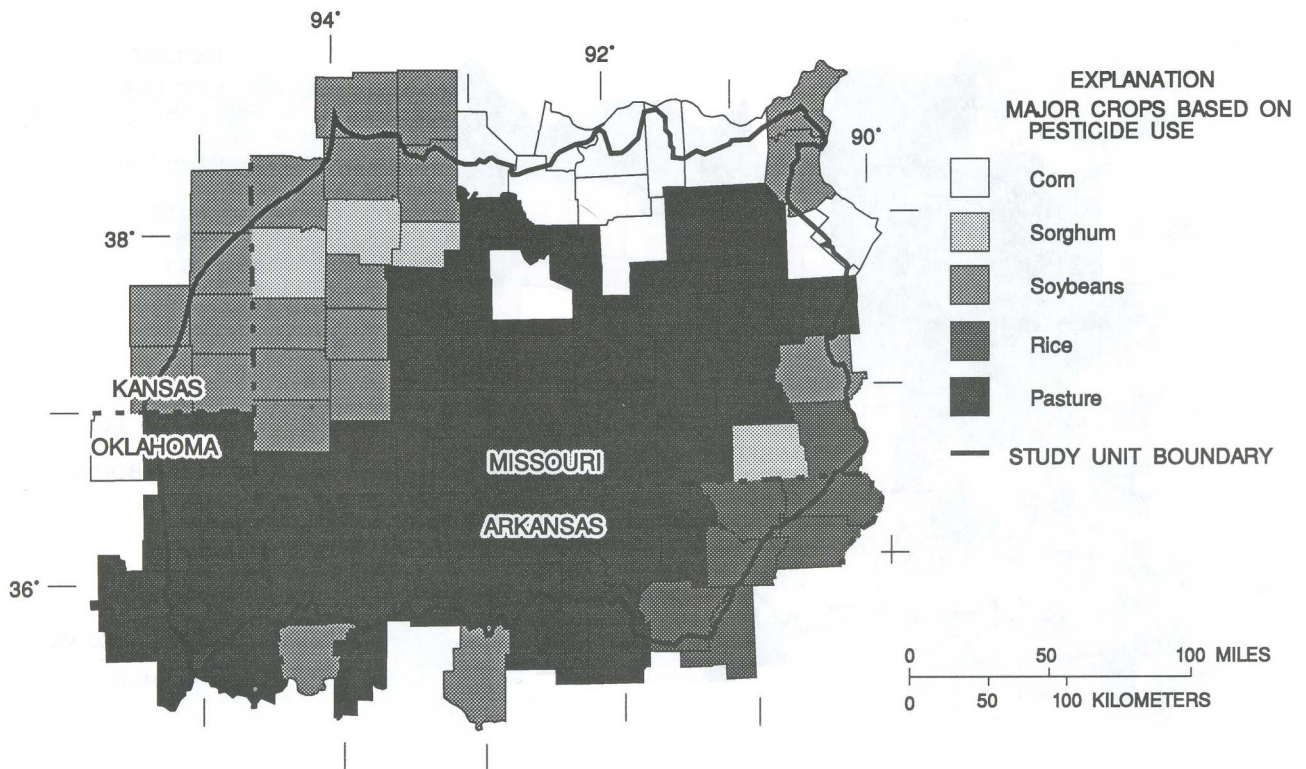 94°
92°
90°
38°
36°
KANSAS
OKLAHOMA
MISSOURI
ARKANSAS
EXPLANATION
MAJOR CROPS BASED ON
PESTICIDE USE
Corn
Sorghum
Soybeans
Rice
Pasture
STUDY UNIT BOUNDARY
0 50 100 MILES
0 50 100 KILOMETERS